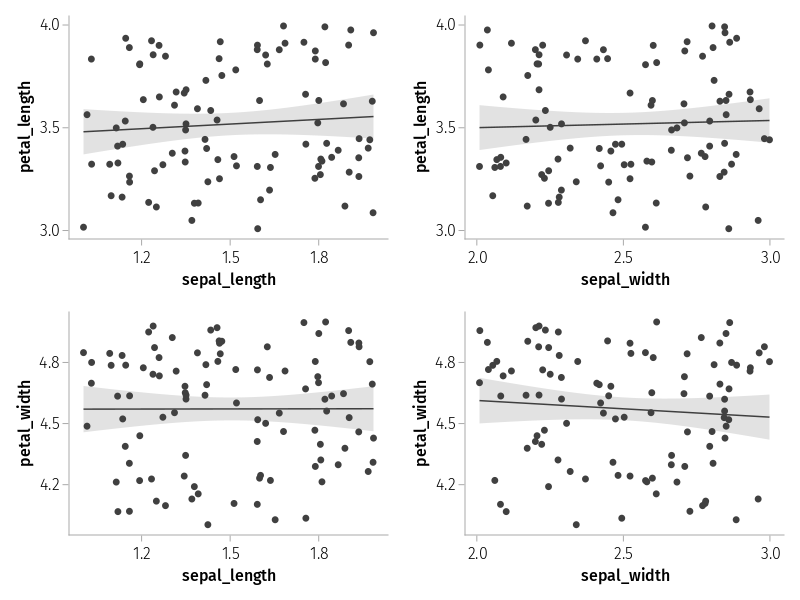 4.0
3.5
3.0
petal_length
1.2 1.5 1.8
sepal_length
4.0
3.5
3.0
petal_length
2.0 2.5 3.0
sepal_width
4.8
4.5
4.2
petal_width
1.2 1.5 1.8
sepal_length
4.8
4.5
4.2
petal_width
2.0 2.5 3.0
sepal_width